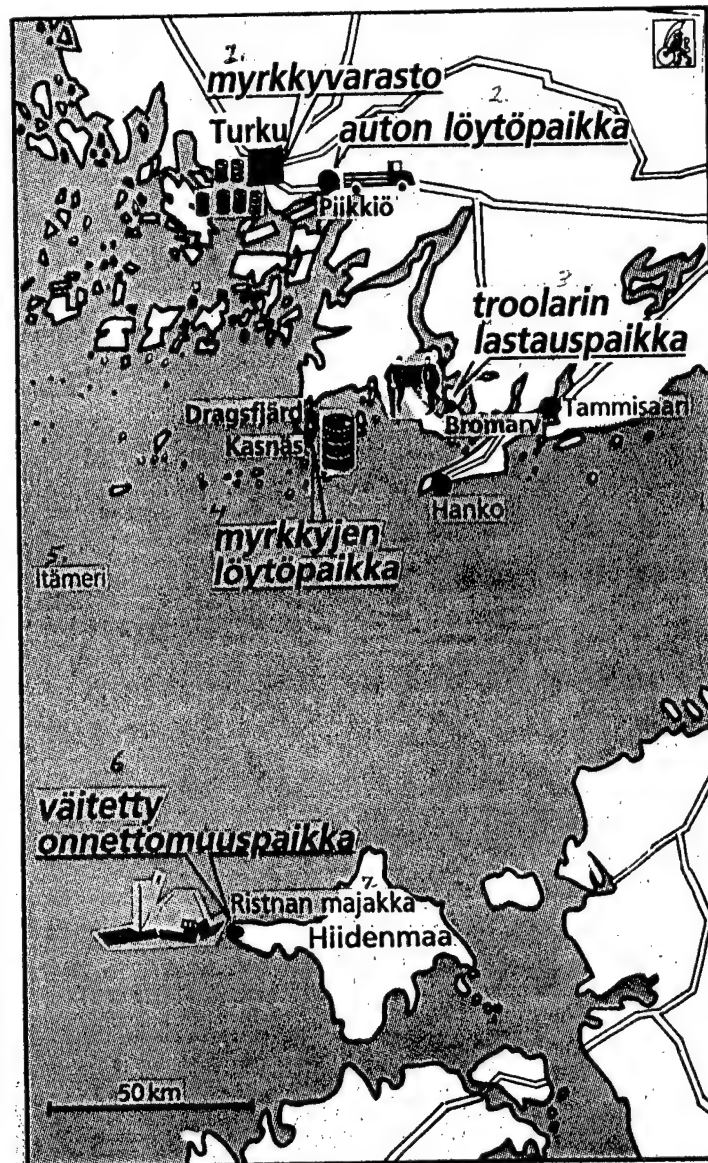 1.
myrkkyvarasto
2.
Turku
auton löytöpaikka
Piikkiö
3
troolarin
lastauspaikka
Dragsfjärd
Kasnäs
Bromarv
Tammisaari
Hanko
4
myrkkyjen
löytöpaikka
5.
Itämeri
6
väitetty
onnettomuuspaikka
7.
Ristnan majakka
Hiidenmaa
50 km